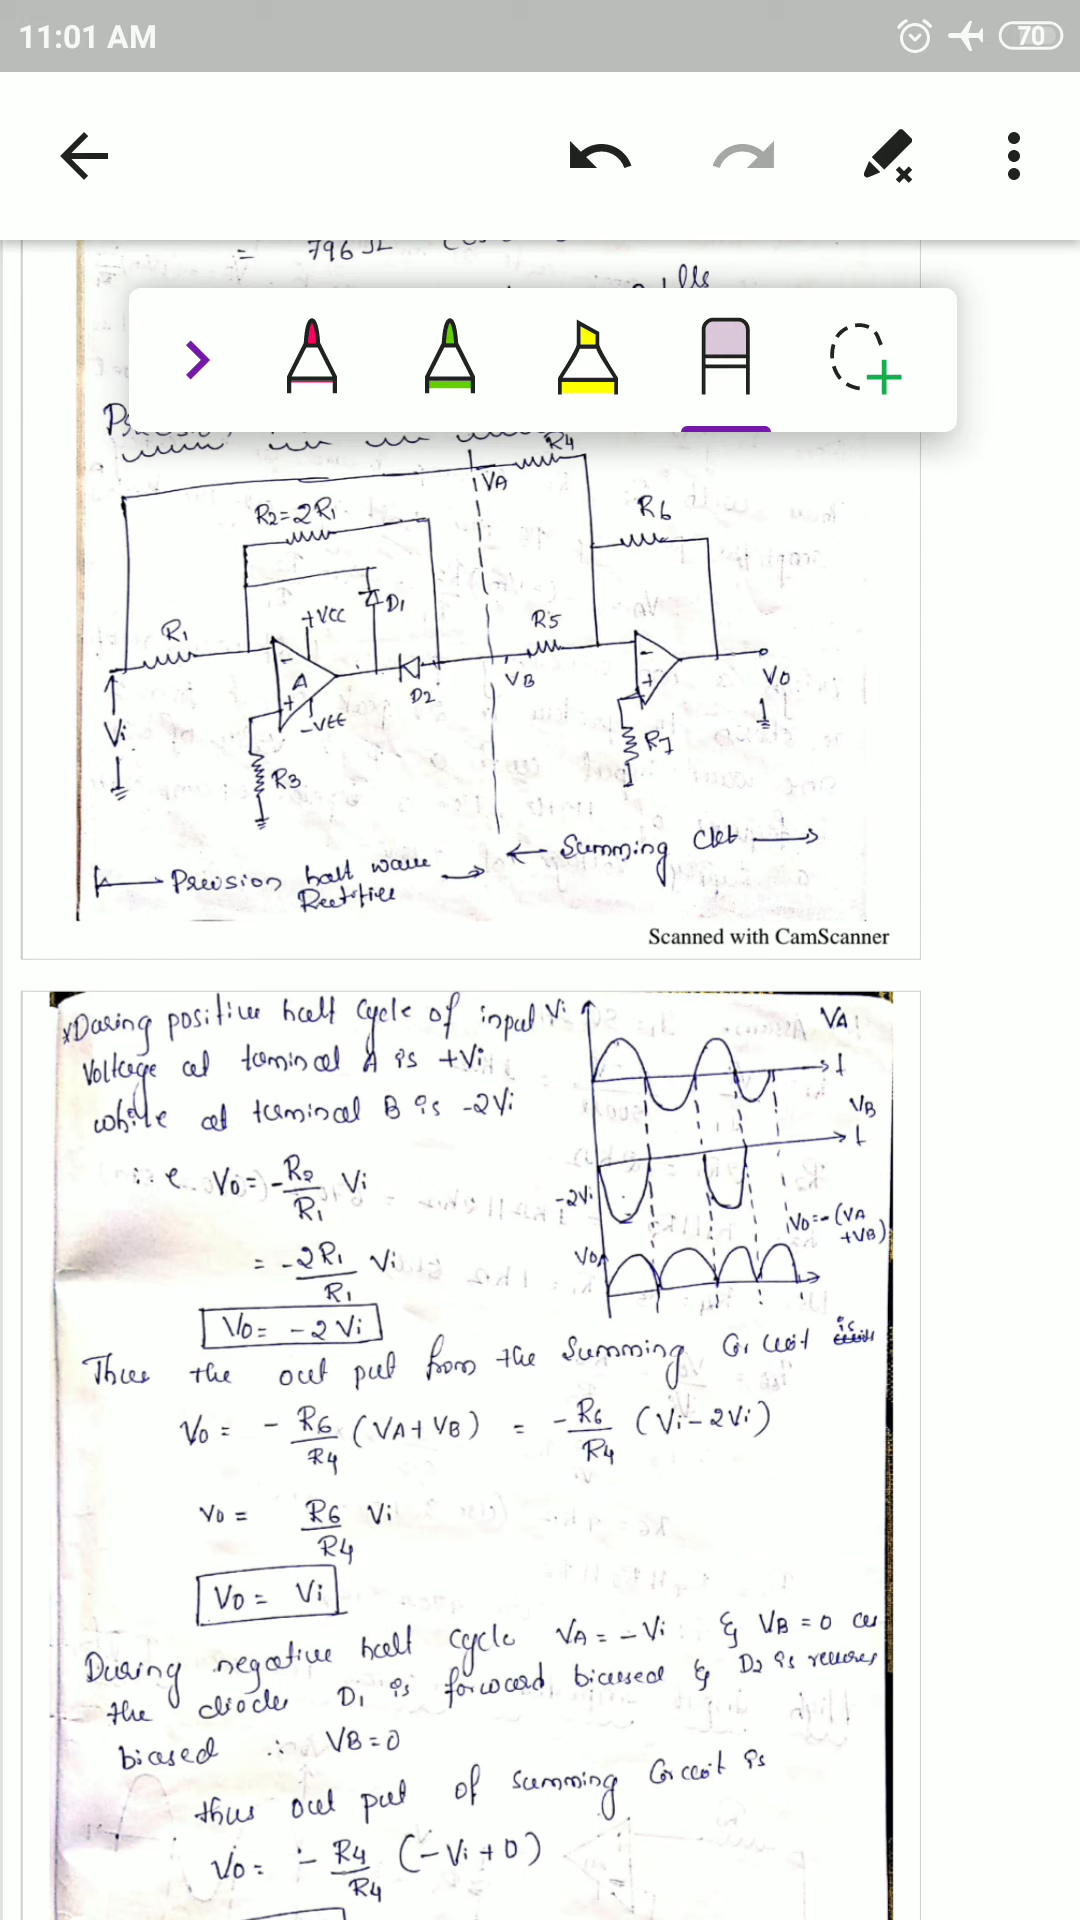 11:01 AM
70
= 796 Ω
R4
VA
R2=2R1
R6
+VCC
D1
R1
R5
A
D2
VB
Vo
-VEE
Vi
R7
R3
Summing Ckt
Precision half wave
Rectifier
Scanned with CamScanner
During positive half cycle of input Vi
Voltage at terminal A is +Vi
while at terminal B is -2Vi
i.e. Vo = - R2/R1 Vi
= -2R1/R1 Vi
Vo = -2Vi
VA
t
VB
t
-2Vi
Vo=-(VA
+VB)
Vo
Thus the out put from the Summing Circuit is
Vo = - R6/R4 (VA+VB) = - R6/R4 (Vi-2Vi)
Vo = R6/R4 Vi
Vo = Vi
During negative half cycle VA = -Vi & VB = 0 as
the diode D1 is forward biased & D2 is reverse
biased ∴ VB=0
thus out put of summing Circuit is
Vo = - R4/R4 (-Vi+0)